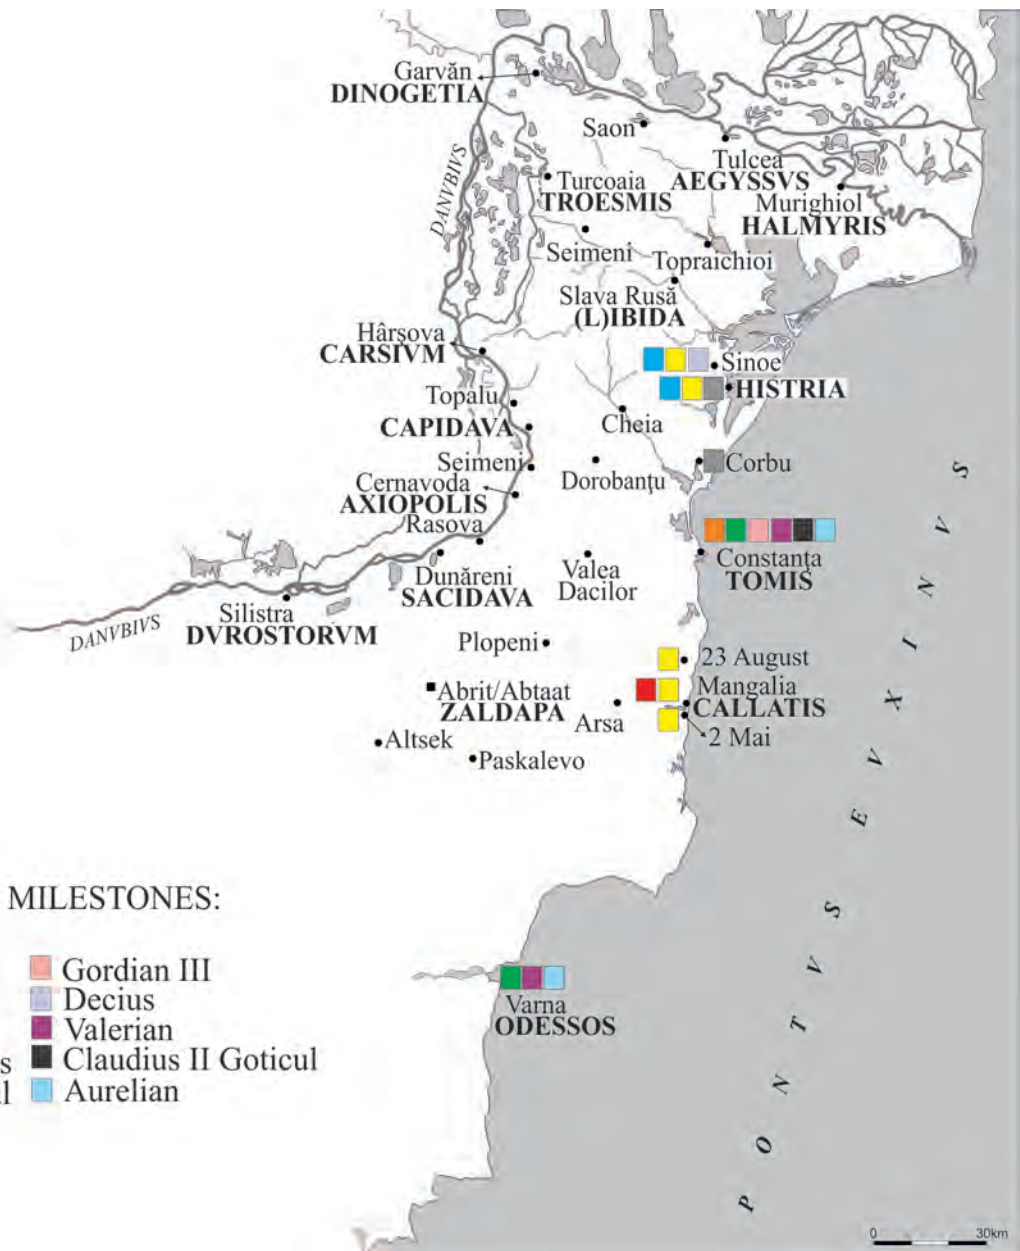 Garvăn
DINOGETIA
Saon
Tulcea
AEGYSSVS
DANVBIVS
Turcoaia
TROESMIS
Murighiol
HALMYRIS
Seimeni
Topraichioi
Slava Rusă
(L)IBIDA
Hârşova
CARSIVM
Sinoe
HISTRIA
Topalu
CAPIDAVA
Cheia
Seimeni
Dorobanţu
Corbu
Cernavoda
AXIOPOLIS
Rasova
Constanţa
TOMIS
Dunăreni
SACIDAVA
Valea
Dacilor
Silistra
DVROSTORVM
DANVBIVS
Plopeni
23 August
Abrit/Abtaat
ZALDAPA
Arsa
Mangalia
CALLATIS
2 Mai
Altsek
Paskalevo
PONTVS EVXINVS
MILESTONES:
Gordian III
Decius
Valerian
s Claudius II Goticul
l Aurelian
Varna
ODESSOS
0 30km